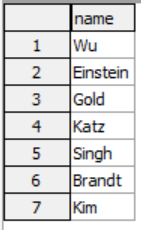 name
1 Wu
2 Einstein
3 Gold
4 Katz
5 Singh
6 Brandt
7 Kim